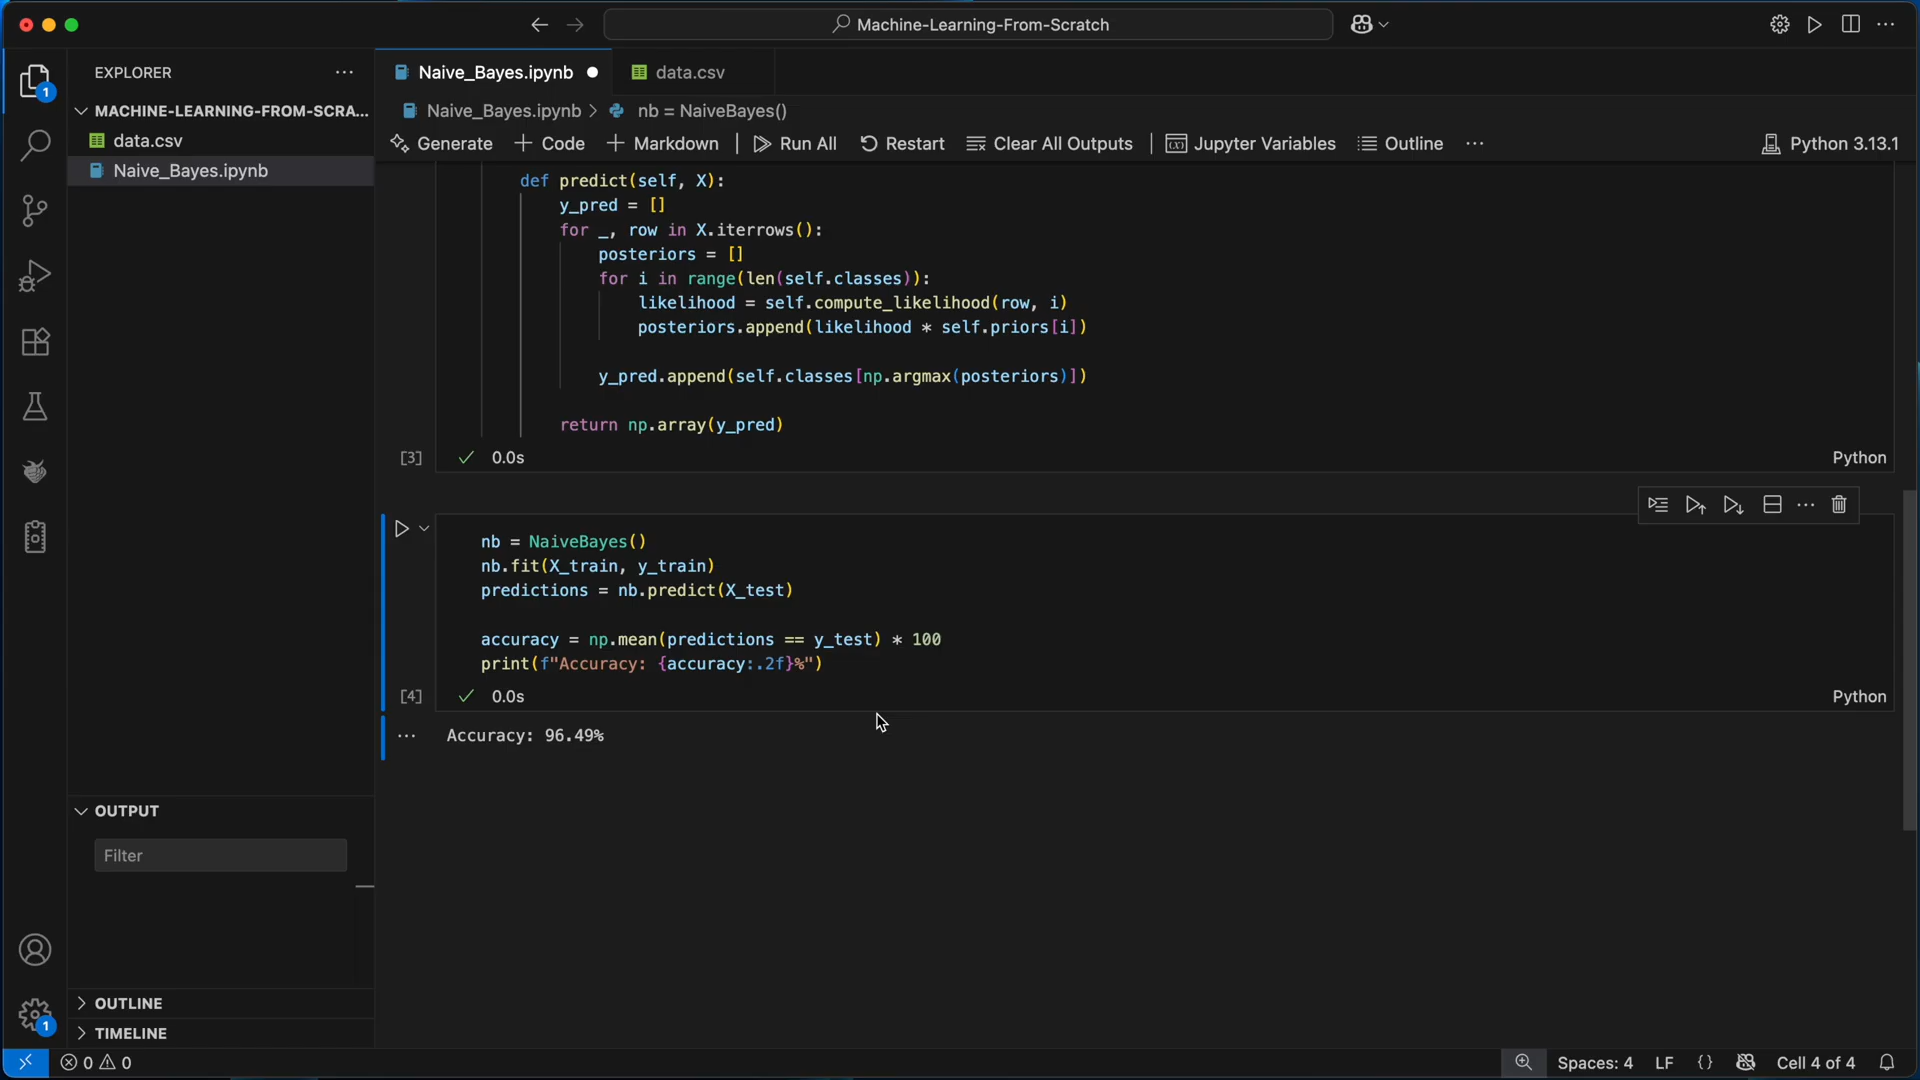 Machine-Learning-From-Scratch
EXPLORER
MACHINE-LEARNING-FROM-SCRA...
data.csv
Naive_Bayes.ipynb
1
Naive_Bayes.ipynb
data.csv
Naive_Bayes.ipynb > nb = NaiveBayes()
Generate + Code + Markdown | Run All Restart Clear All Outputs | Jupyter Variables Outline ... Python 3.13.1
def predict(self, X):
y_pred = []
for _, row in X.iterrows():
posteriors = []
for i in range(len(self.classes)):
likelihood = self.compute_likelihood(row, i)
posteriors.append(likelihood * self.priors[i])
y_pred.append(self.classes[np.argmax(posteriors)])
return np.array(y_pred)
[3] 0.0s Python
nb = NaiveBayes()
nb.fit(X_train, y_train)
predictions = nb.predict(X_test)
accuracy = np.mean(predictions == y_test) * 100
print(f"Accuracy: {accuracy:.2f}%")
[4] 0.0s Python
... Accuracy: 96.49%
OUTPUT
Filter
OUTLINE
TIMELINE
1
0 0
Spaces: 4 LF {} Cell 4 of 4